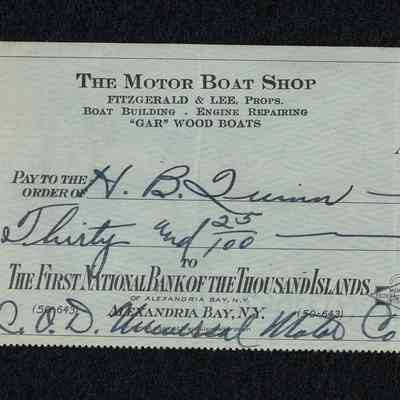 THE MOTOR BOAT SHOP
FITZGERALD & LEE, PROPS.
BOAT BUILDING - ENGINE REPAIRING
"GAR" WOOD BOATS
PAY TO THE
ORDER OF H. B. Quinn
Thirty and 25/100
TO
THE FIRST NATIONAL BANK OF THE THOUSAND ISLANDS
OF ALEXANDRIA BAY, N.Y.
(50-643) ALEXANDRIA BAY, N.Y. (50-643)
C.O.D. Universal Motor Co